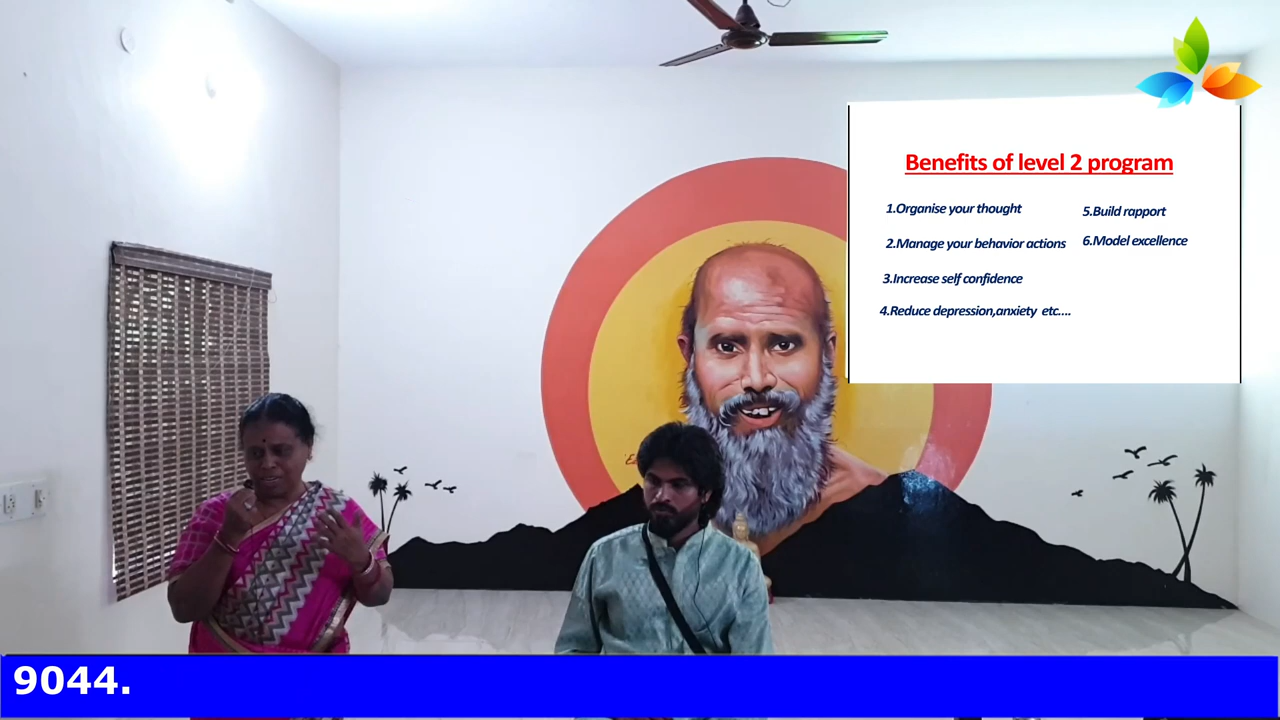 Benefits of level 2 program
1.Organise your thought
2.Manage your behavior actions
3.Increase self confidence
4.Reduce depression,anxiety etc....
5.Build rapport
6.Model excellence
9044.